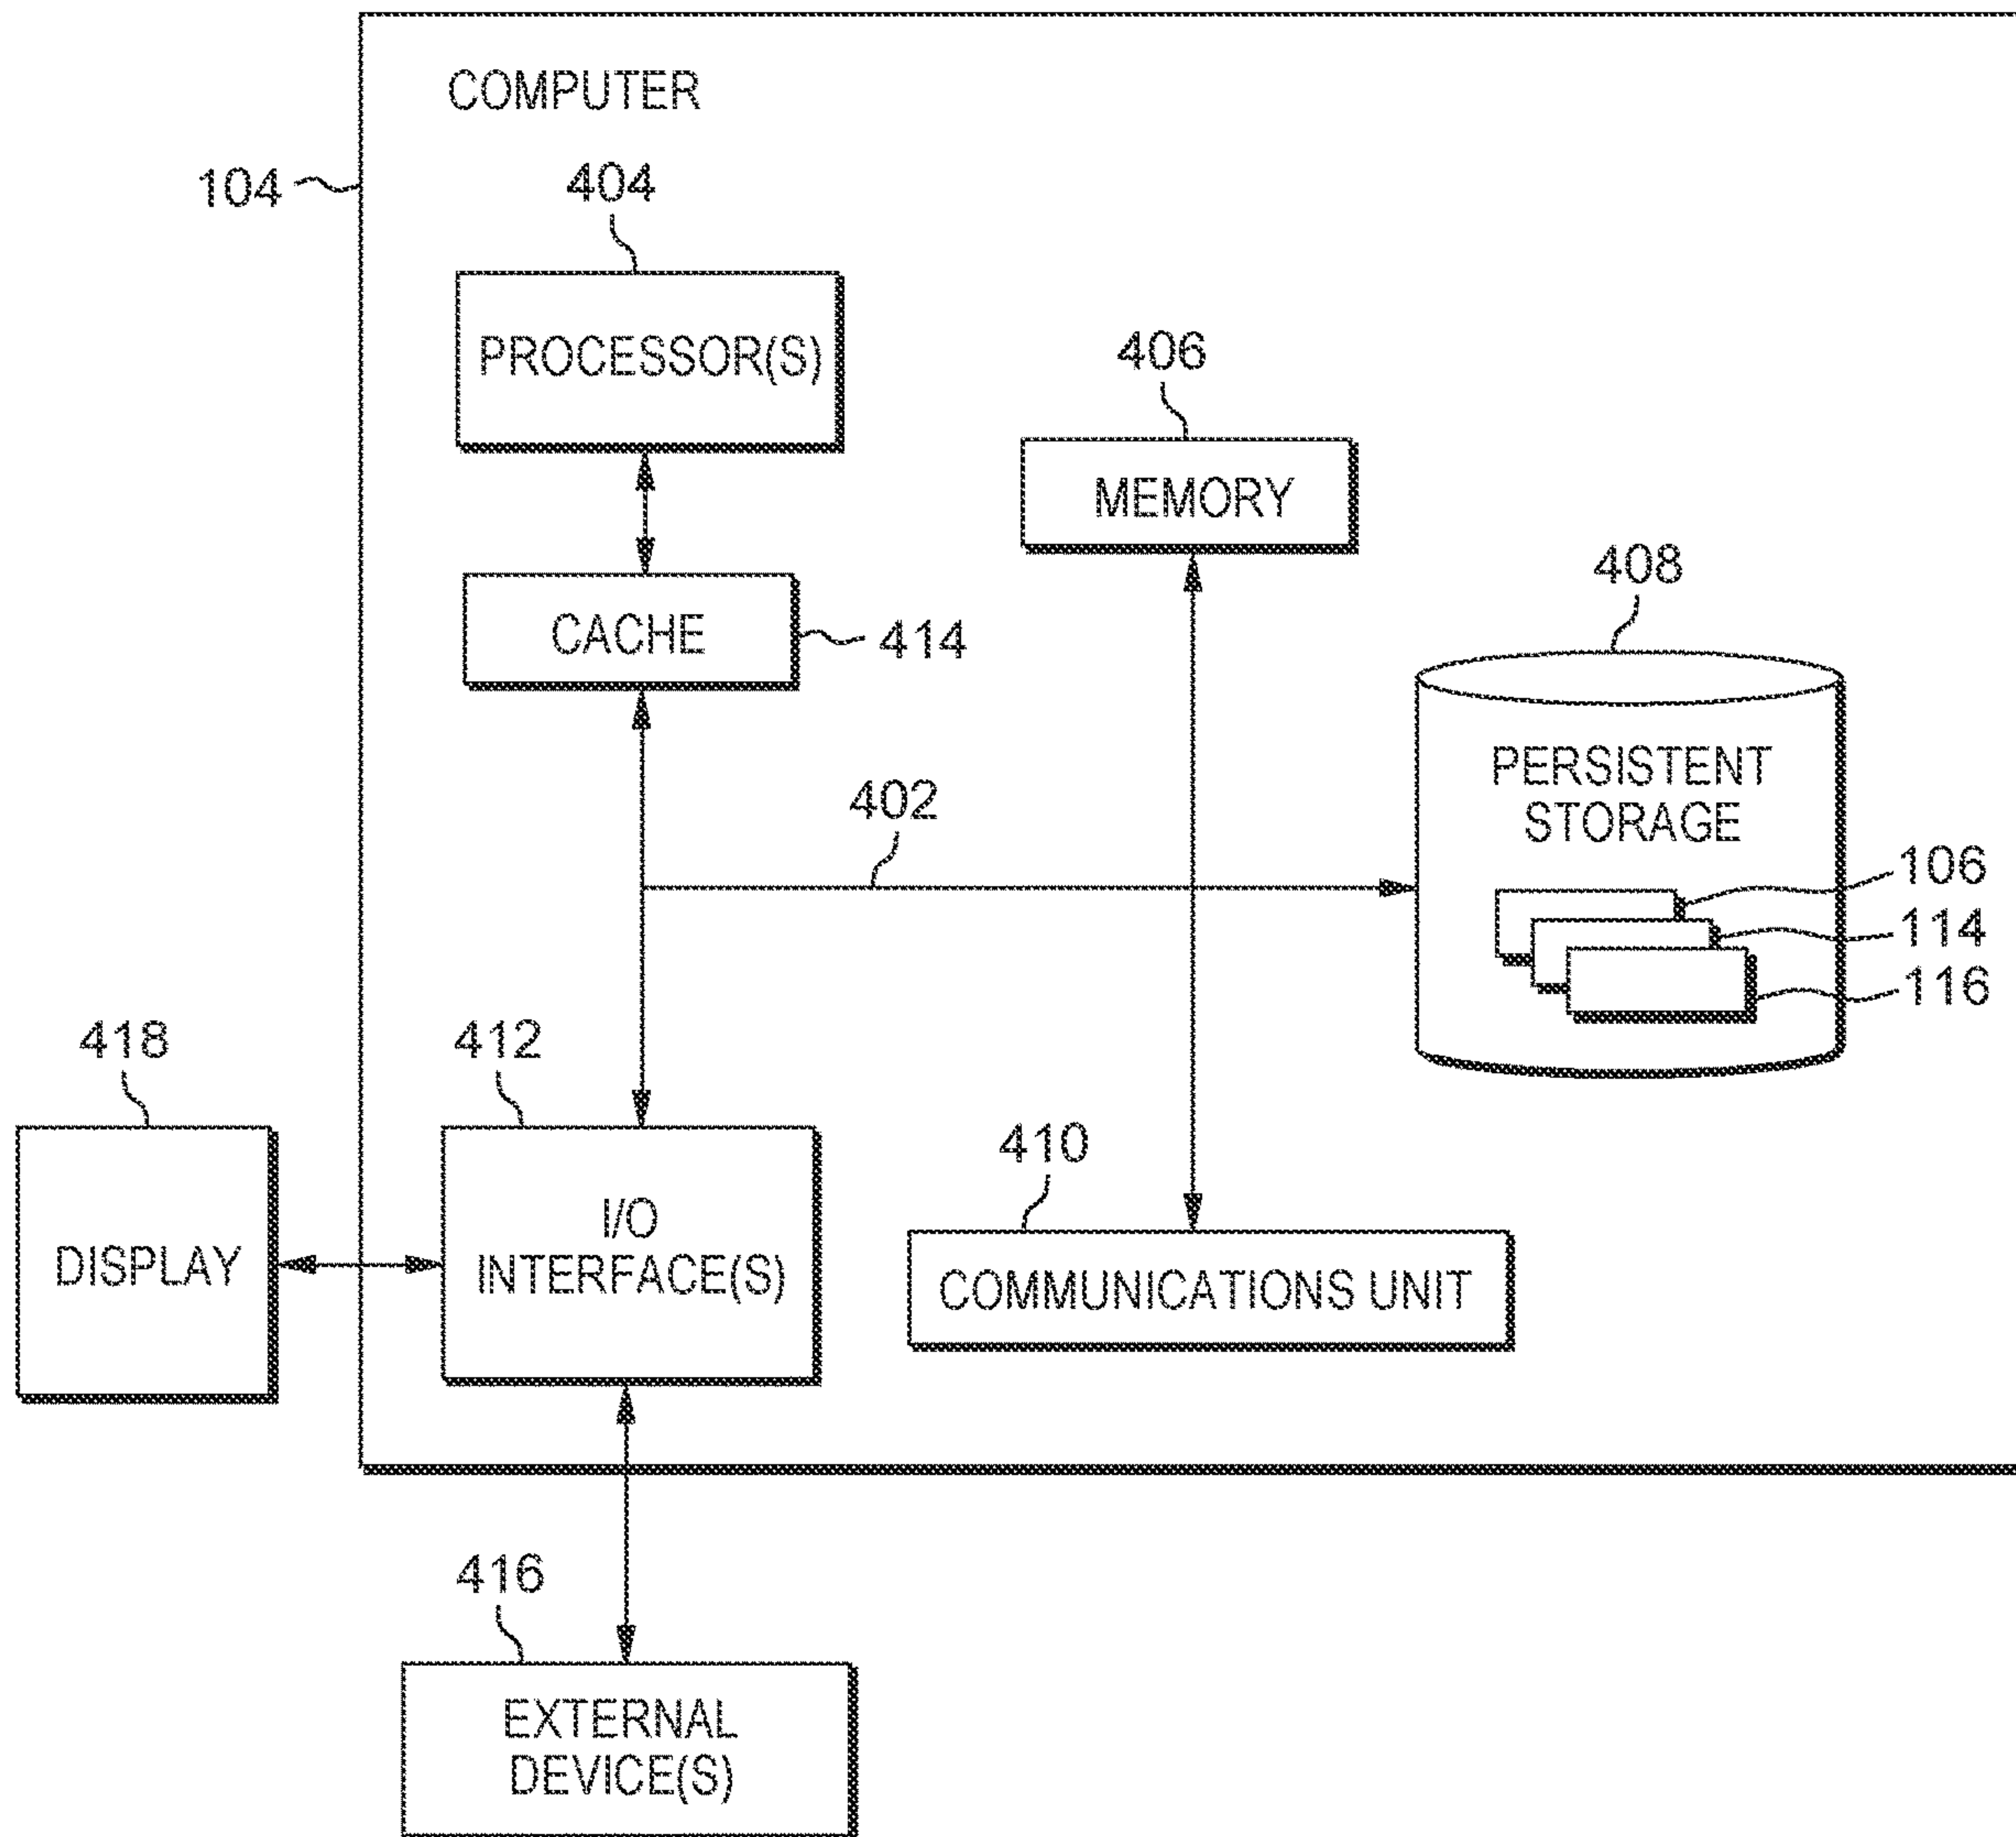 COMPUTER
104
404
PROCESSOR(S)
406
MEMORY
CACHE
414
408
PERSISTENT
STORAGE
402
106
114
116
418
412
DISPLAY
I/O
INTERFACE(S)
410
COMMUNICATIONS UNIT
416
EXTERNAL
DEVICE(S)